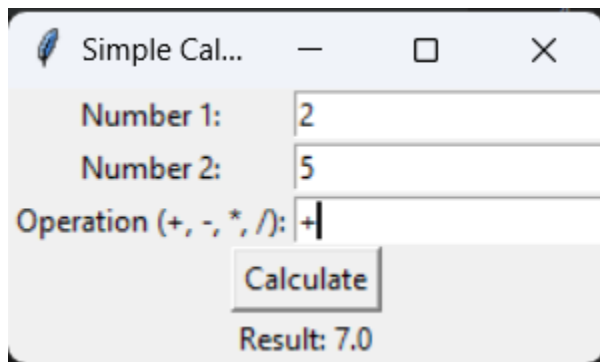 Simple Cal...
Number 1: 2
Number 2: 5
Operation (+, -, *, /): +
Calculate
Result: 7.0